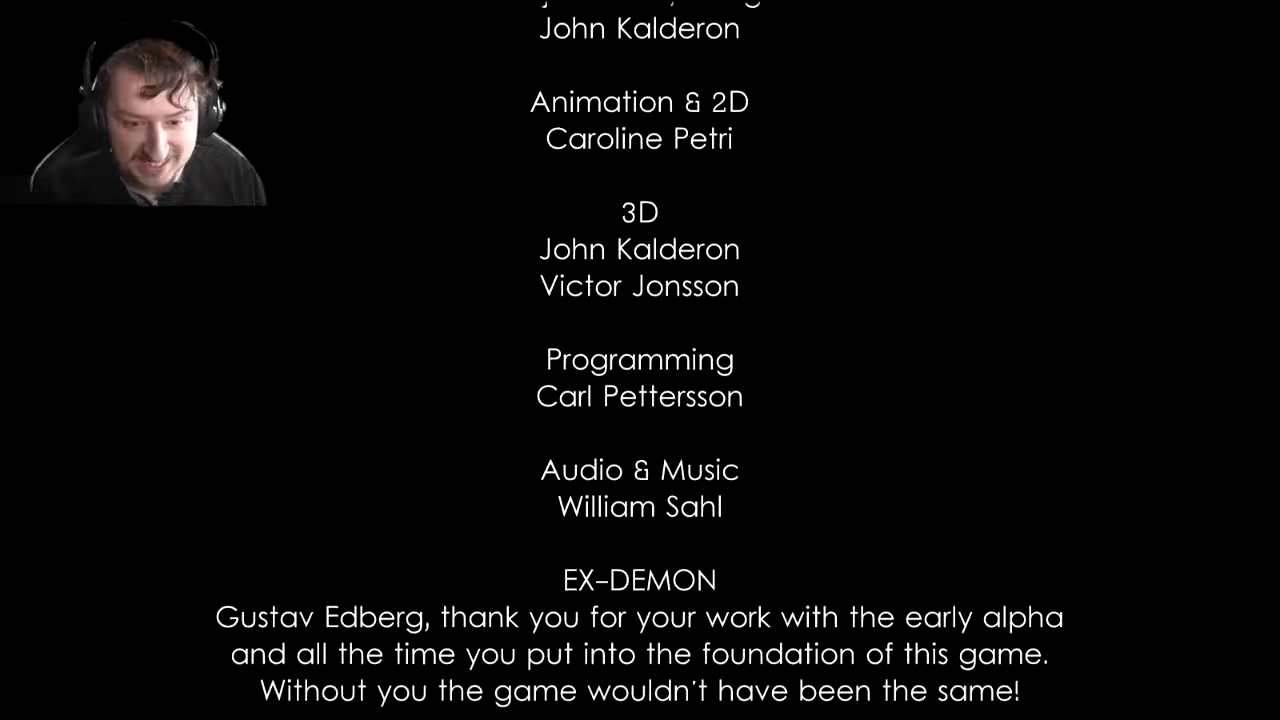 John Kalderon
Animation & 2D
Caroline Petri
3D
John Kalderon
Victor Jonsson
Programming
Carl Pettersson
Audio & Music
William Sahl
EX-DEMON
Gustav Edberg, thank you for your work with the early alpha
and all the time you put into the foundation of this game.
Without you the game wouldn't have been the same!